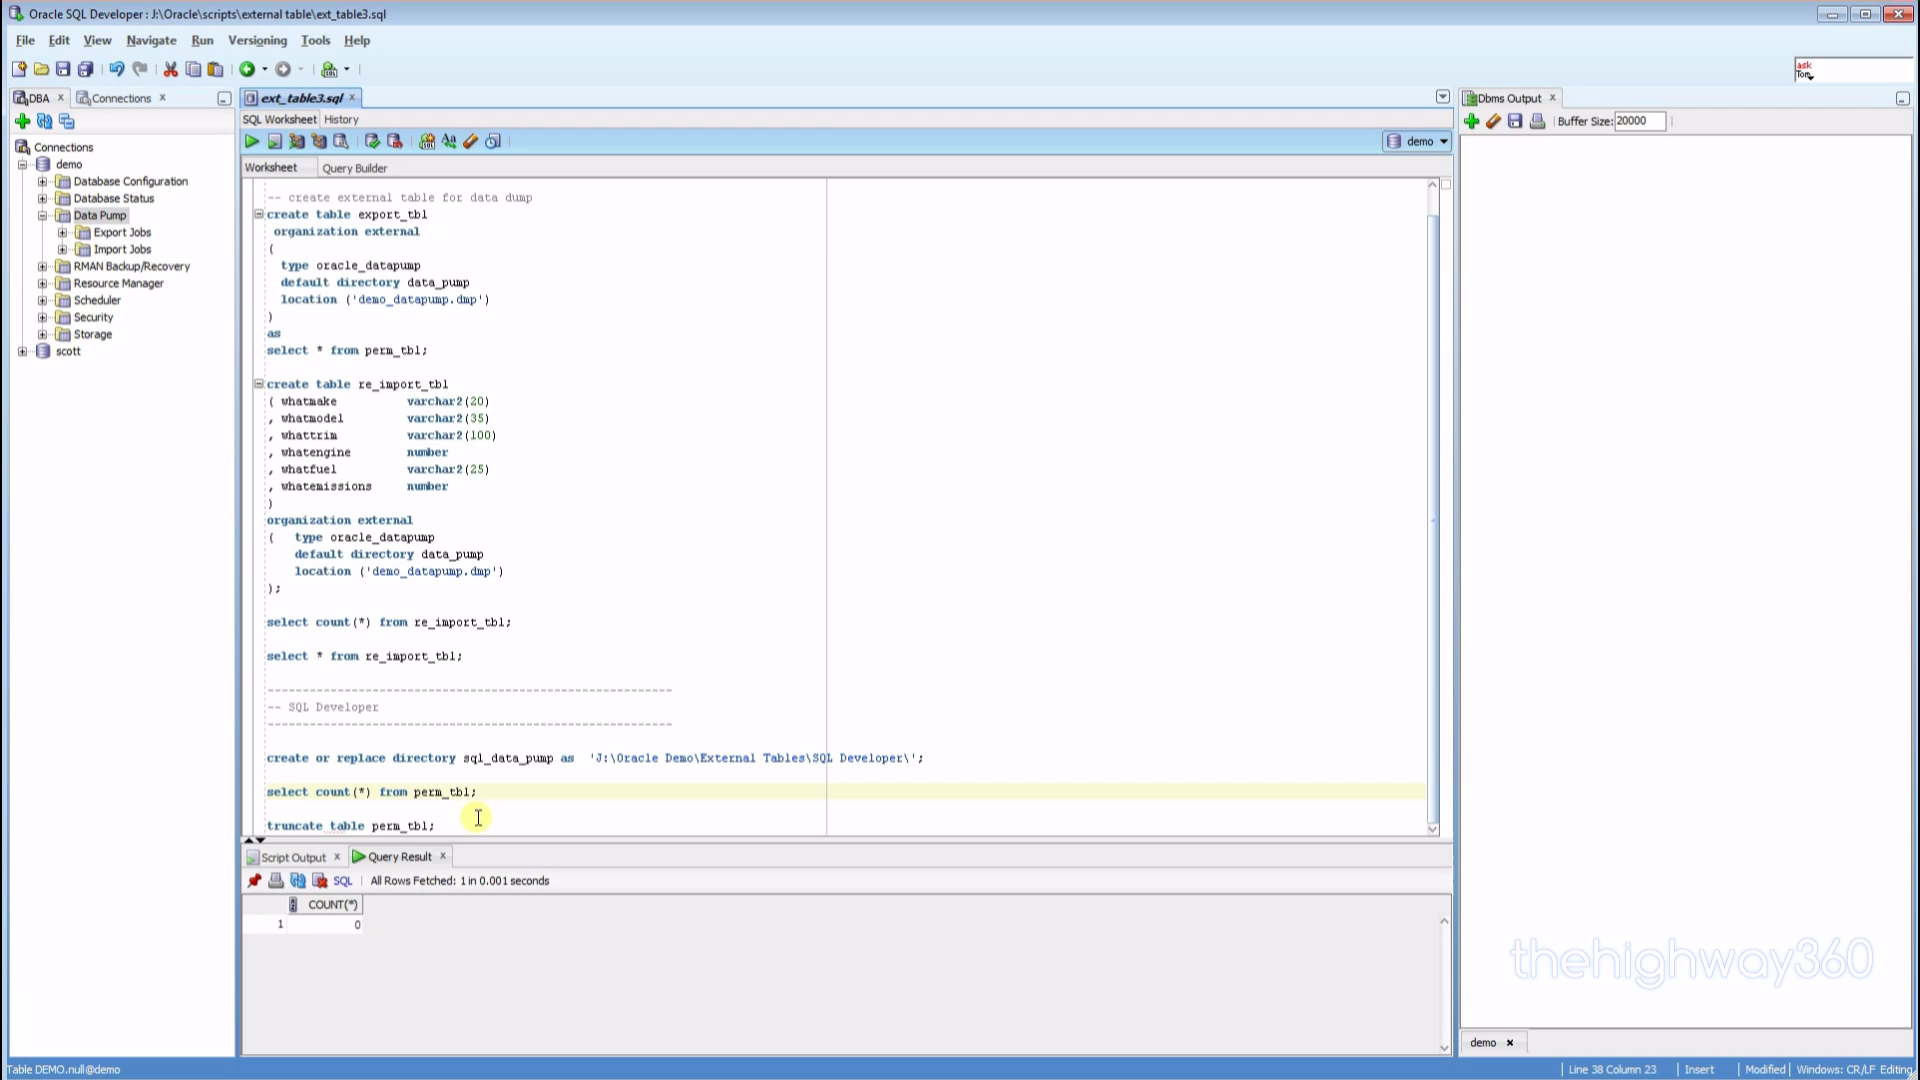 Oracle SQL Developer : J:\Oracle\scripts\external table\ext_table3.sql
File Edit View Navigate Run Versioning Tools Help
ask Tom
DBA x Connections x
ext_table3.sql x
Dbms Output x
SQL Worksheet History
Buffer Size: 20000
demo
Worksheet Query Builder
Connections
demo
Database Configuration
Database Status
Data Pump
Export Jobs
Import Jobs
RMAN Backup/Recovery
Resource Manager
Scheduler
Security
Storage
scott
-- create external table for data dump
create table export_tbl
organization external
(
type oracle_datapump
default directory data_pump
location ('demo_datapump.dmp')
)
as
select * from perm_tbl;
create table re_import_tbl
( whatmake varchar2(20)
, whatmodel varchar2(35)
, whattrim varchar2(100)
, whatengine number
, whatfuel varchar2(25)
, whatemissions number
)
organization external
( type oracle_datapump
default directory data_pump
location ('demo_datapump.dmp')
);
select count(*) from re_import_tbl;
select * from re_import_tbl;
----------------------------------------------------------
-- SQL Developer
----------------------------------------------------------
create or replace directory sql_data_pump as 'J:\Oracle Demo\External Tables\SQL Developer\';
select count(*) from perm_tbl;
truncate table perm_tbl;
Script Output x Query Result x
SQL | All Rows Fetched: 1 in 0.001 seconds
COUNT(*)
1 0
thehighway360
demo x
Table DEMO.null@demo
Line 38 Column 23 | Insert | Modified | Windows: CR/LF Editing